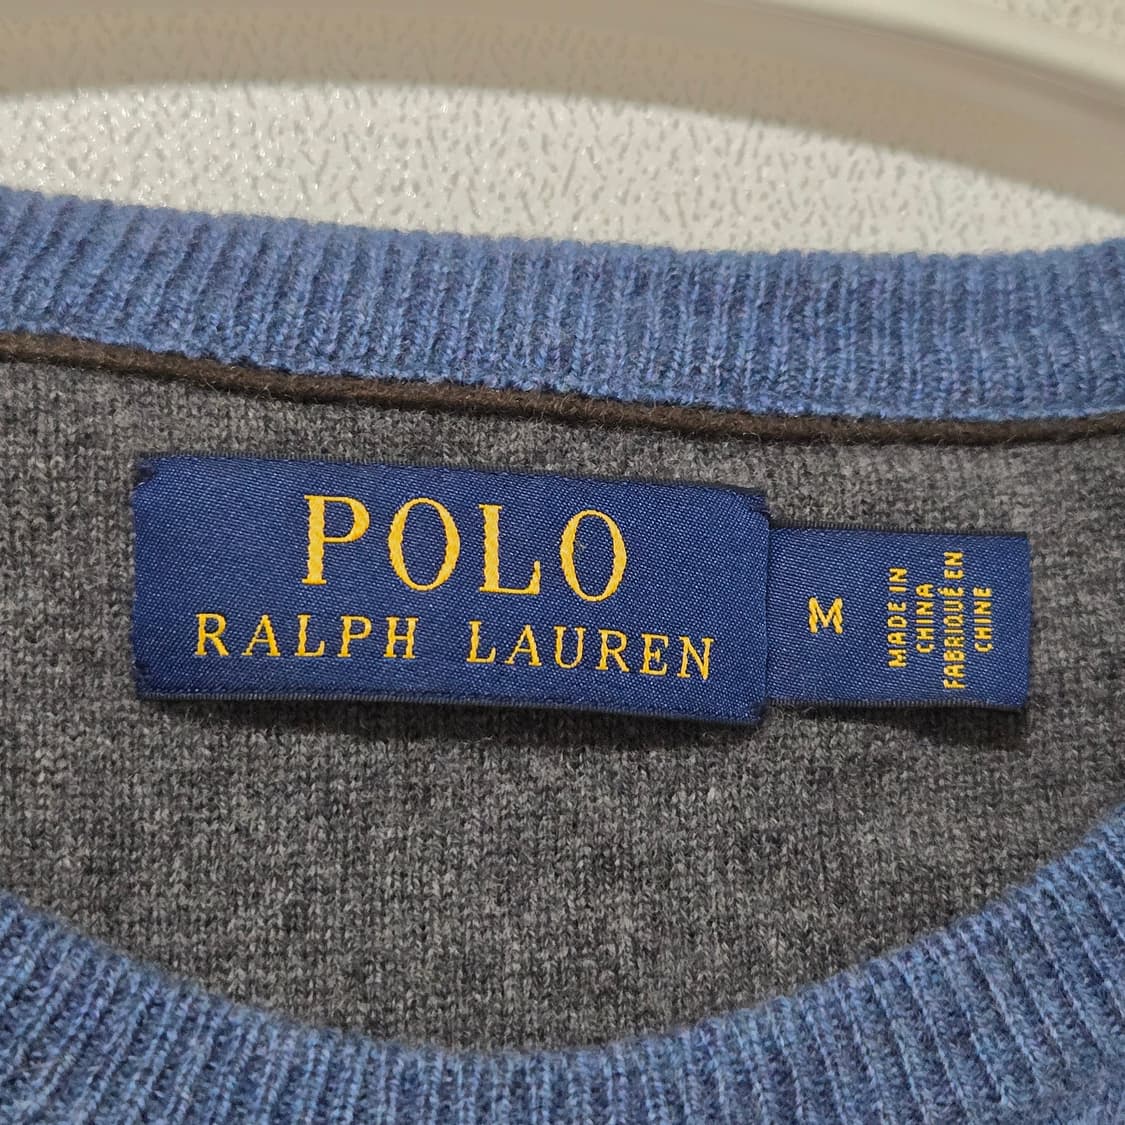 POLO
RALPH LAUREN
M
MADE IN
CHINA
FABRIQUÉ EN
CHINE